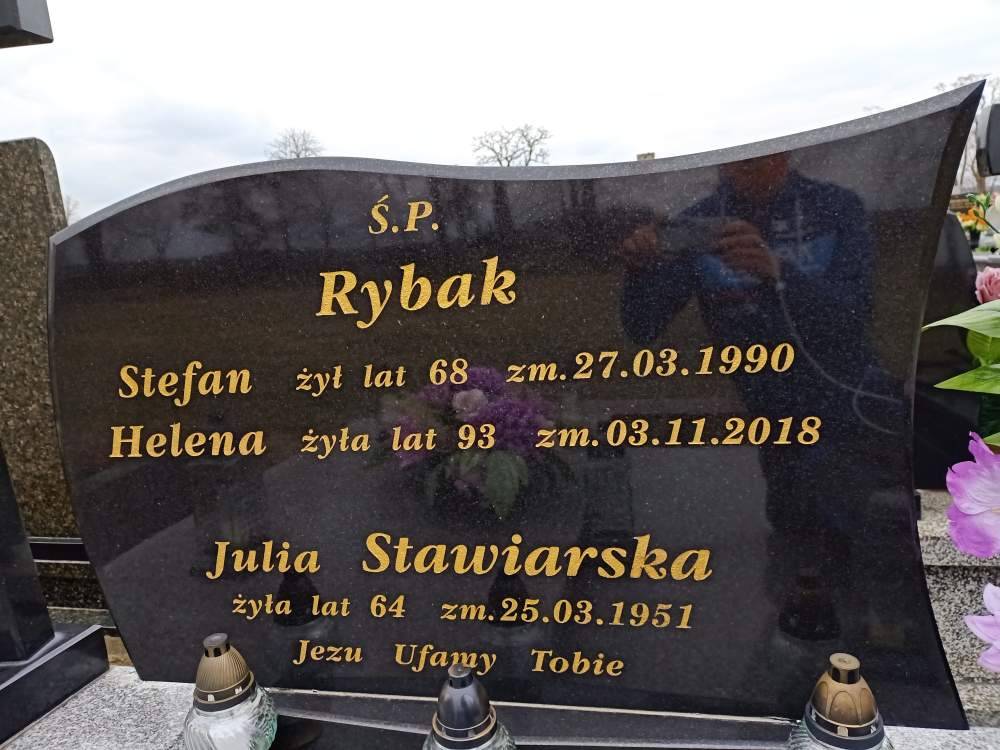 Ś.P.
Rybak
Stefan żył lat 68 zm. 27.03.1990
Helena żyła lat 93 zm. 03.11.2018
Julia Stawiarska
żyła lat 64 zm. 25.03.1951
Jezu Ufamy Tobie